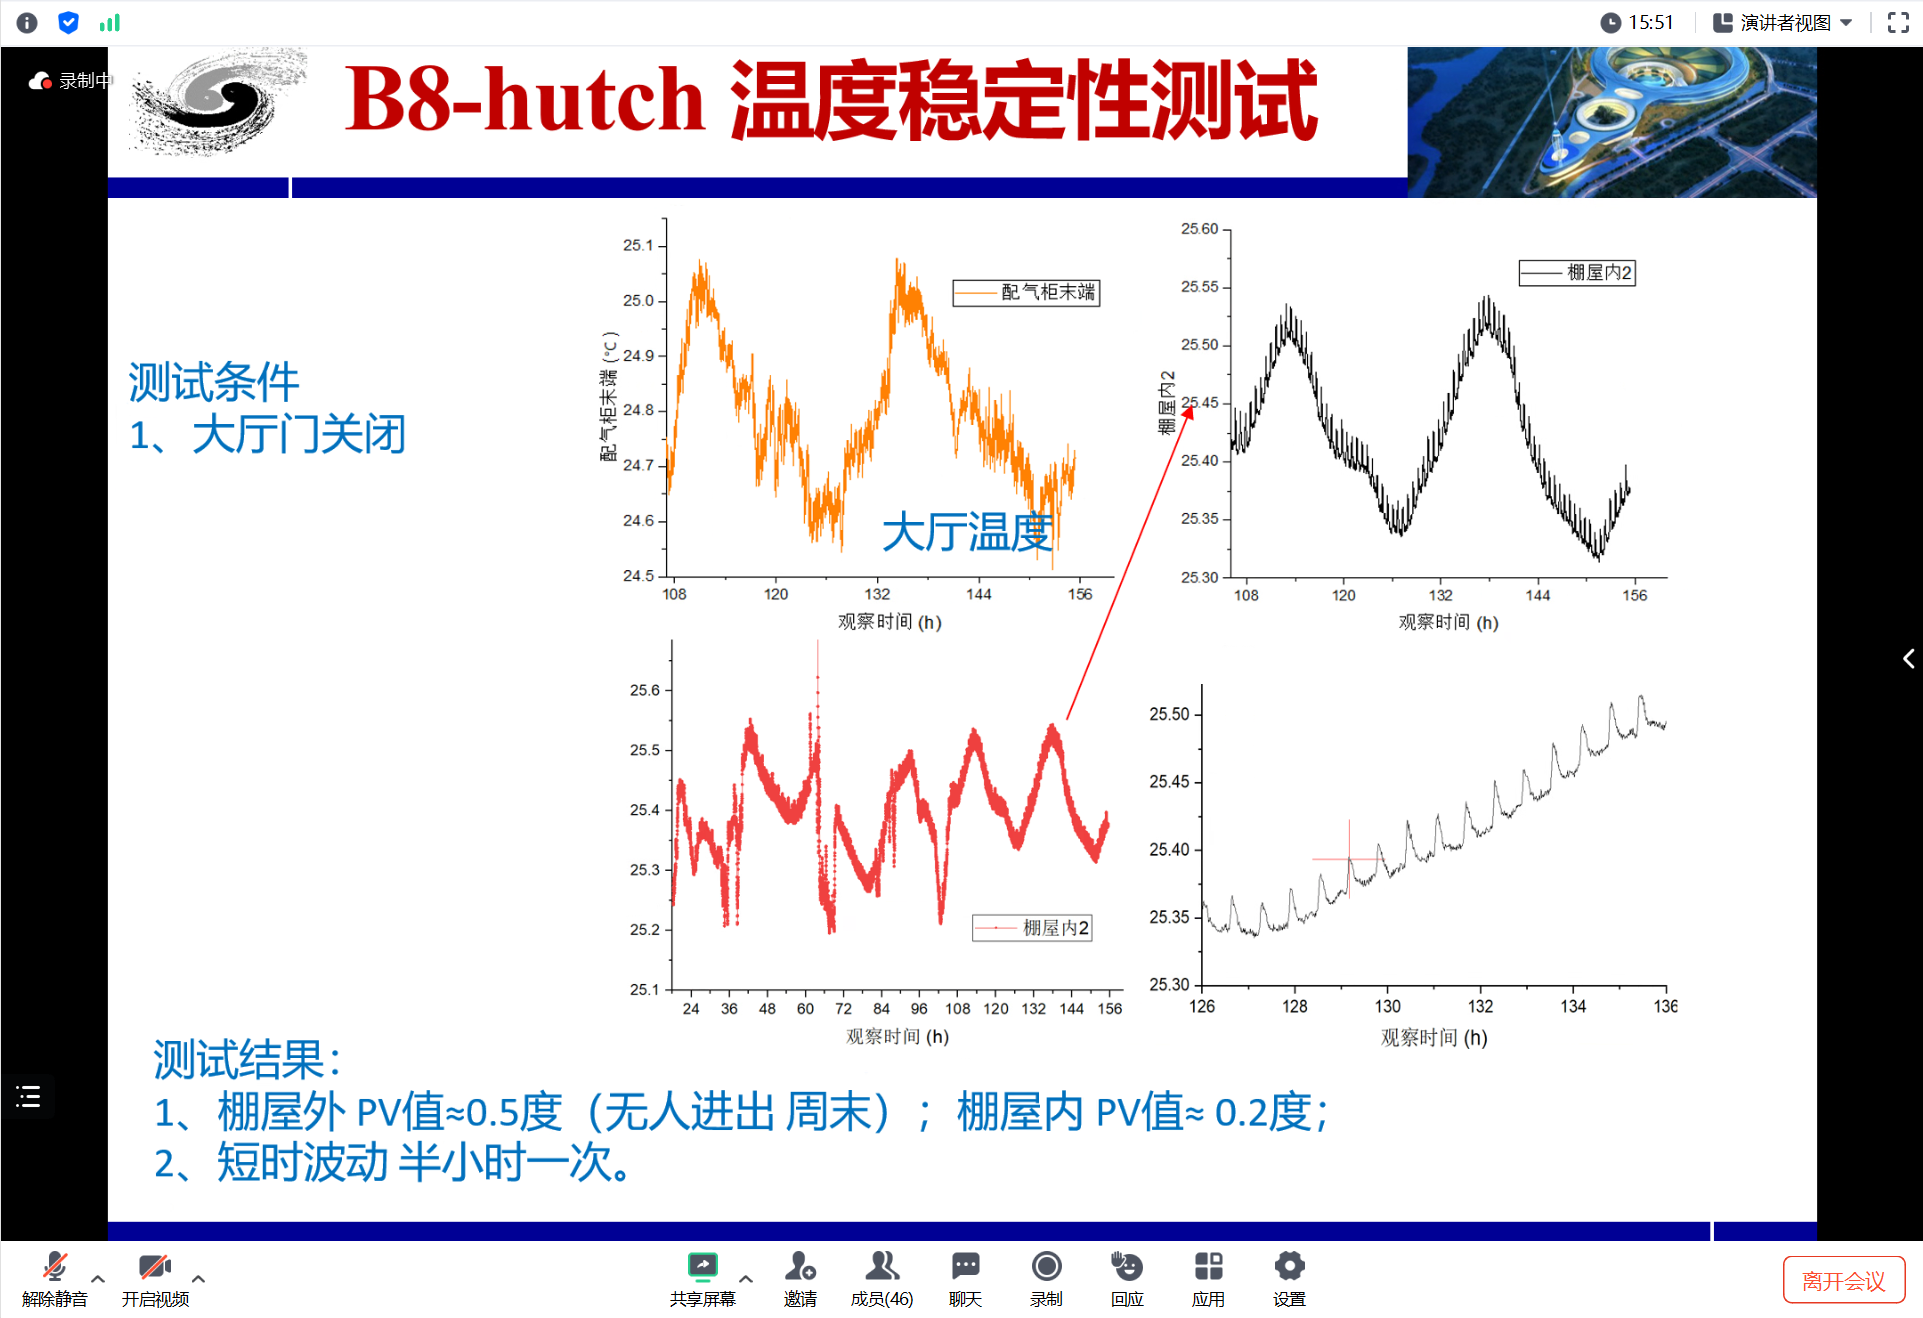 15:51
演讲者视图
录制中
B8-hutch 温度稳定性测试
测试条件
1、大厅门关闭
25.1
25.0
24.9
24.8
24.7
24.6
24.5
配气柜末端 (℃)
配气柜末端
大厅温度
108 120 132 144 156
观察时间 (h)
25.60
25.55
25.50
25.45
25.40
25.35
25.30
棚屋内2
棚屋内2
108 120 132 144 156
观察时间 (h)
25.6
25.5
25.4
25.3
25.2
25.1
棚屋内2
24 36 48 60 72 84 96 108 120 132 144 156
观察时间 (h)
25.50
25.45
25.40
25.35
25.30
126 128 130 132 134 136
观察时间 (h)
测试结果：
1、棚屋外 PV值≈0.5度（无人进出 周末）；棚屋内 PV值≈ 0.2度；
2、短时波动 半小时一次。
解除静音 开启视频 共享屏幕 邀请 成员(46) 聊天 录制 回应 应用 设置 离开会议